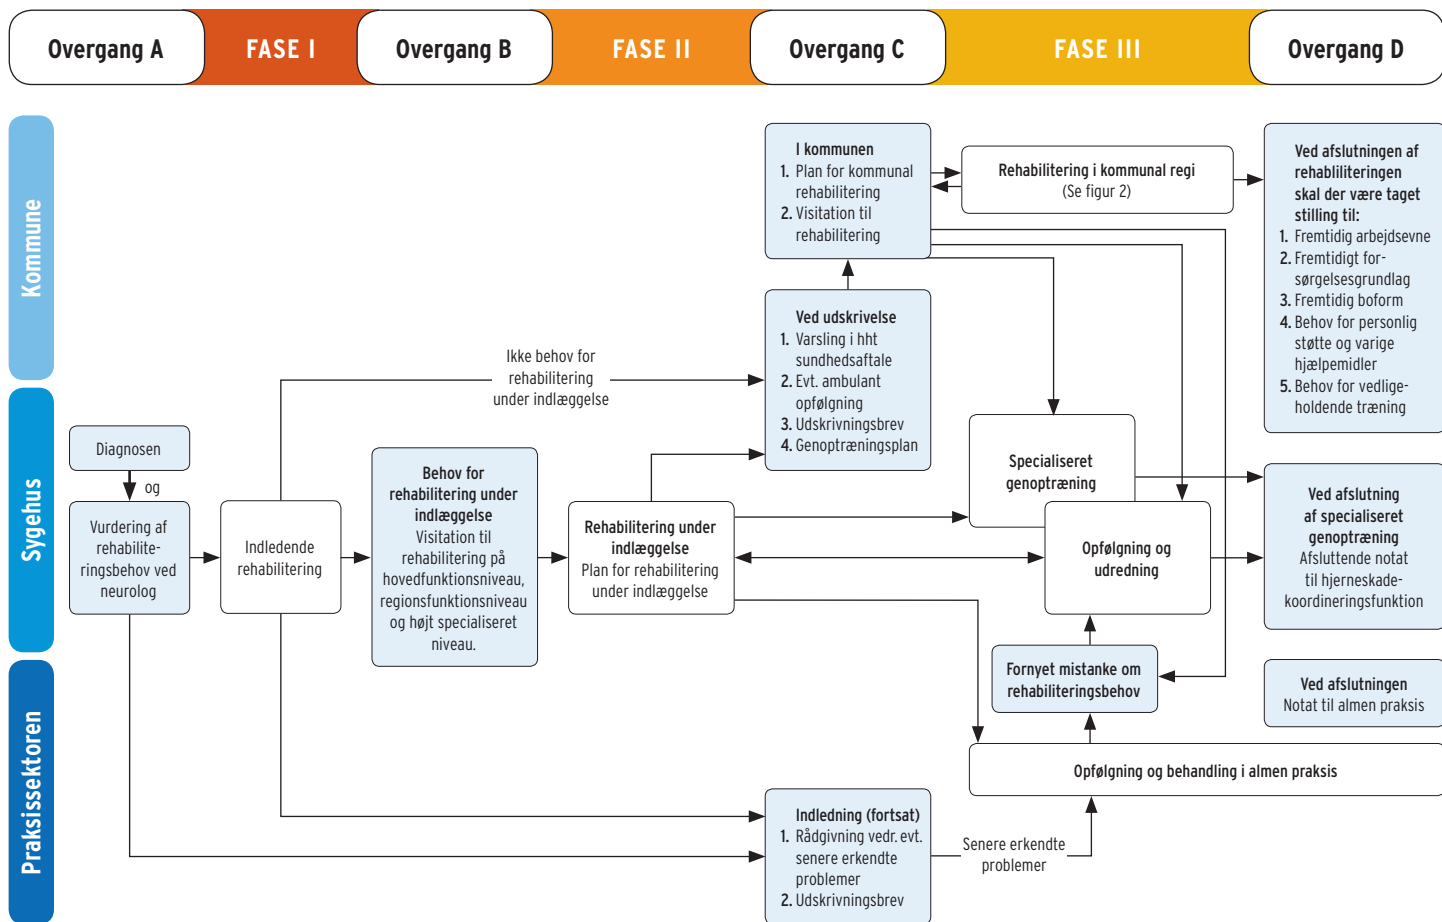 Overgang A
FASE I
Overgang B
FASE II
Overgang C
FASE III
Overgang D
Kommune
Sygehus
Praksissektoren
I kommunen
1. Plan for kommunal
rehabilitering
2. Visitation til
rehabilitering
Rehabilitering i kommunal regi
(Se figur 2)
Ved afslutningen af
rehabliliteringen
skal der være taget
stilling til:
1. Fremtidig arbejdsevne
2. Fremtidigt for-
sørgelsesgrundlag
3. Fremtidig boform
4. Behov for personlig
støtte og varige
hjælpemidler
5. Behov for vedlige-
holdende træning
Ved udskrivelse
1. Varsling i hht
sundhedsaftale
2. Evt. ambulant
opfølgning
3. Udskrivningsbrev
4. Genoptræningsplan
Ikke behov for
rehabilitering
under indlæggelse
Diagnosen
og
Vurdering af
rehabilite-
ringsbehov ved
neurolog
Indledende
rehabilitering
Behov for
rehabilitering under
indlæggelse
Visitation til
rehabilitering på
hovedfunktionsniveau,
regionsfunktionsniveau
og højt specialiseret
niveau.
Rehabilitering under
indlæggelse
Plan for rehabilitering
under indlæggelse
Specialiseret
genoptræning
Opfølgning og
udredning
Ved afslutning
af specialiseret
genoptræning
Afsluttende notat
til hjerneskade-
koordineringsfunktion
Fornyet mistanke om
rehabiliteringsbehov
Ved afslutningen
Notat til almen praksis
Opfølgning og behandling i almen praksis
Indledning (fortsat)
1. Rådgivning vedr. evt.
senere erkendte
problemer
2. Udskrivningsbrev
Senere erkendte
problemer